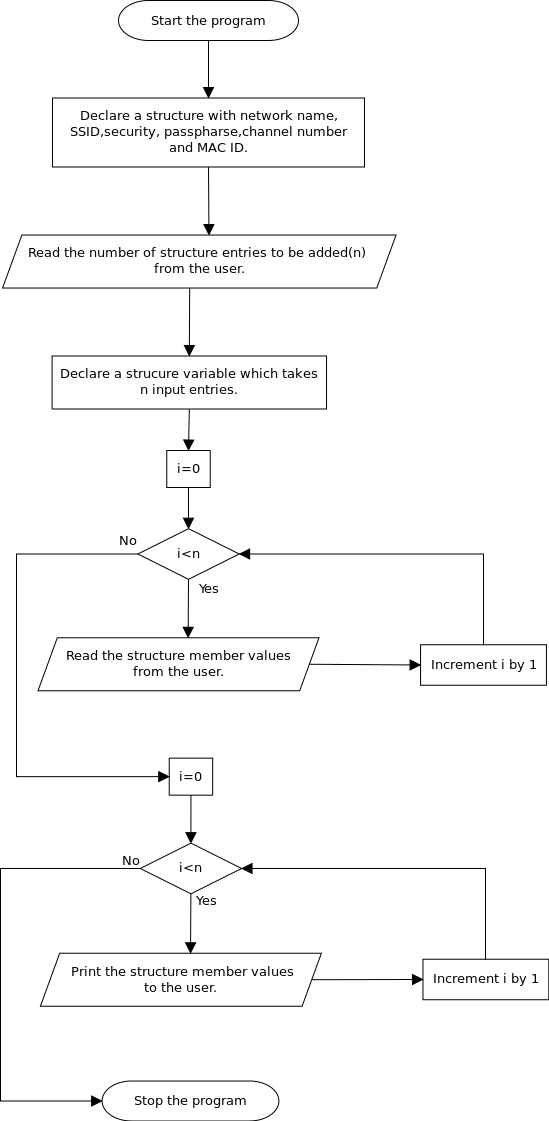 Start the program
Declare a structure with network name,
SSID,security, passpharse,channel number
and MAC ID.
Read the number of structure entries to be added(n)
from the user.
Declare a strucure variable which takes
n input entries.
i=0
No
i<n
Yes
Read the structure member values
from the user.
Increment i by 1
i=0
No
i<n
Yes
Print the structure member values
to the user.
Increment i by 1
Stop the program